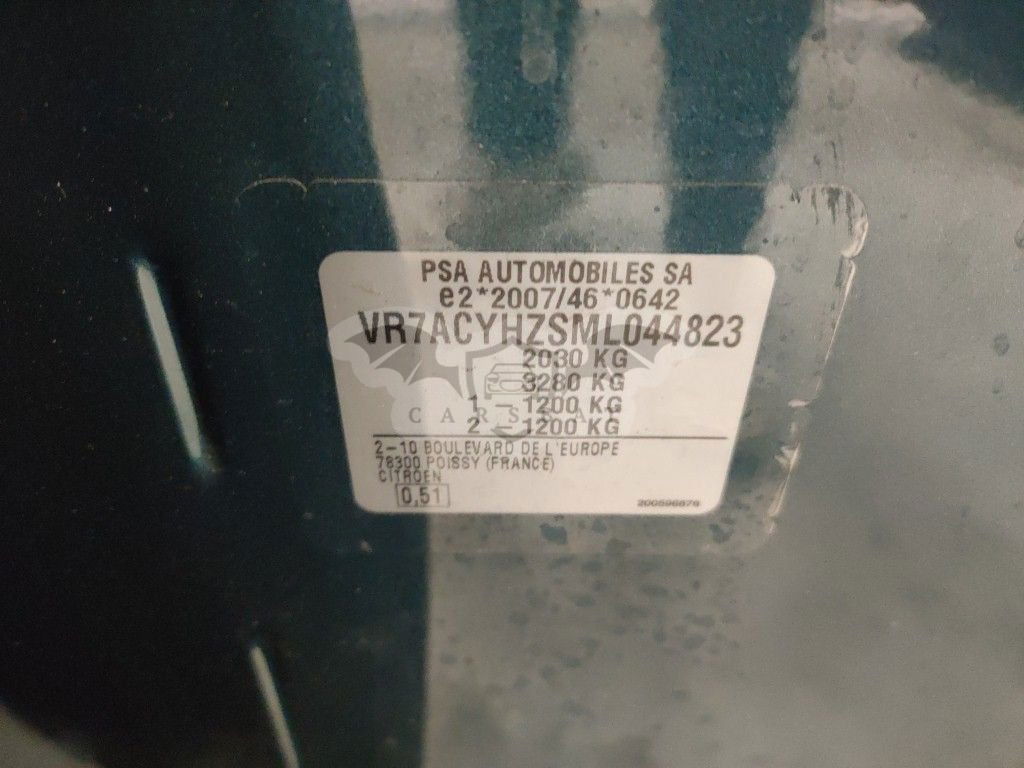 PSA AUTOMOBILES SA
e2*2007/46*0642
VR7ACYHZSML044823
2030 KG
3280 KG
1 - 1200 KG
2 - 1200 KG
2-10 BOULEVARD DE L'EUROPE
78300 POISSY (FRANCE)
CITROEN
0,51